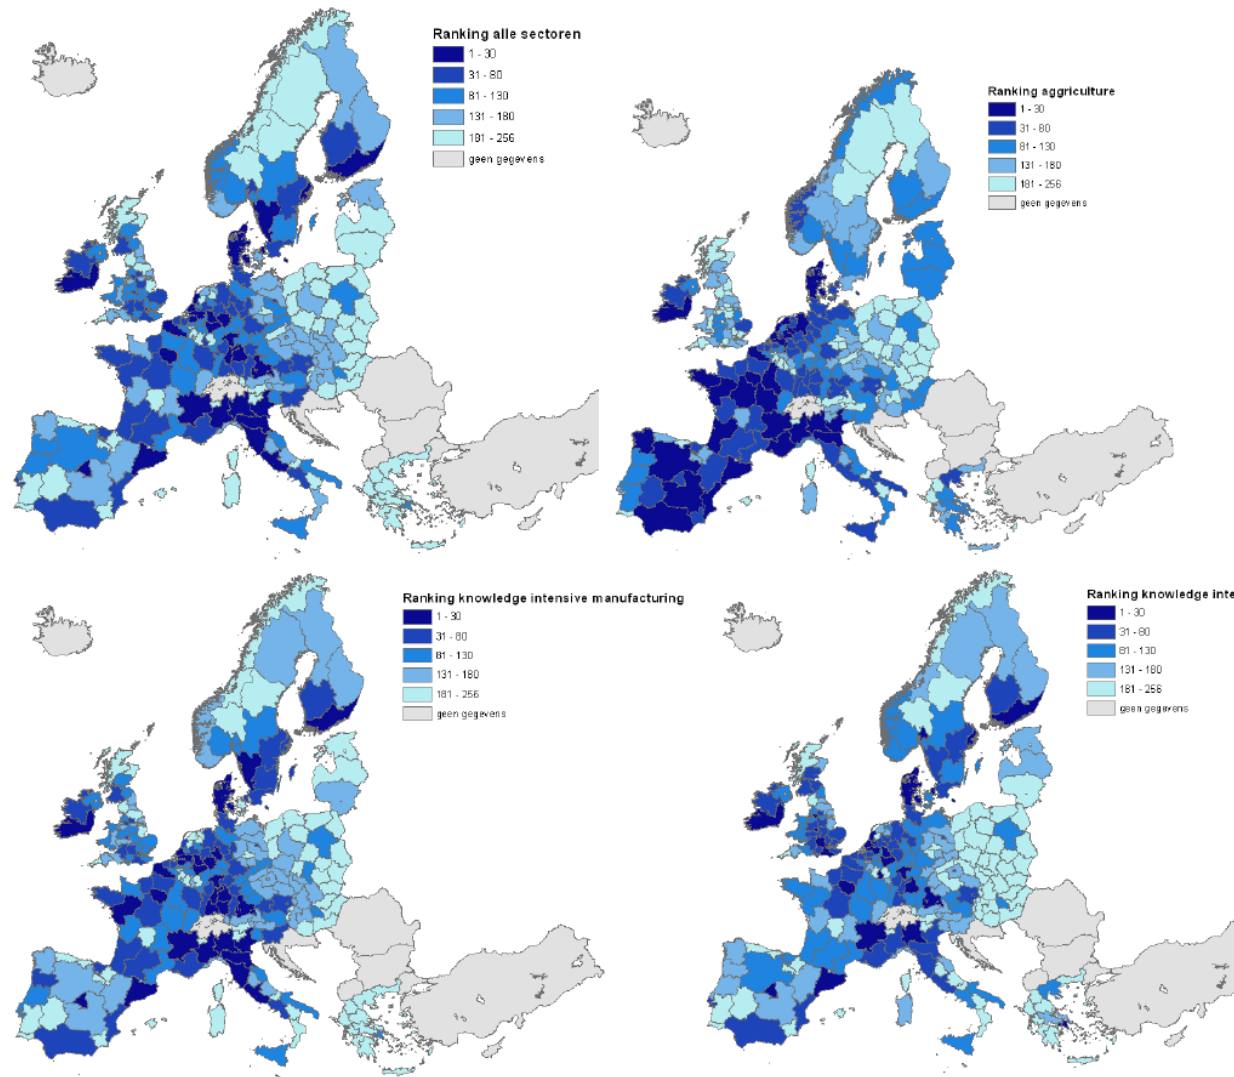 Ranking alle sectoren
1 - 30
31 - 80
81 - 130
131 - 180
181 - 256
geen gegevens
Ranking aggriculture
1 - 30
31 - 80
81 - 130
131 - 180
181 - 256
geen gegevens
Ranking knowledge intensive manufacturing
1 - 30
31 - 80
81 - 130
131 - 180
181 - 256
geen gegevens
Ranking knowledge inte
1 - 30
31 - 80
81 - 130
131 - 180
181 - 256
geen gegevens